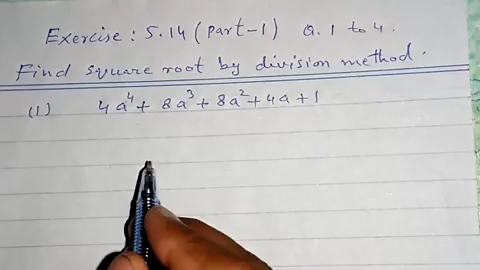 Exercise: 5.14 (part-1) Q. 1 to 4.
Find square root by division method.
(1) 4a⁴ + 8a³ + 8a² + 4a + 1